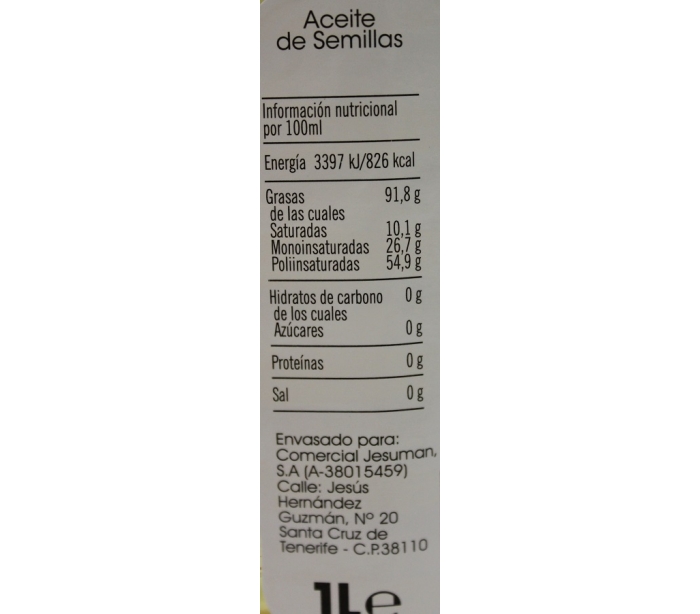 Aceite
de Semillas
Información nutricional
por 100ml
Energía 3397 kJ/826 kcal
Grasas 91,8 g
de las cuales
Saturadas 10,1 g
Monoinsaturadas 26,7 g
Poliinsaturadas 54,9 g
Hidratos de carbono 0 g
de los cuales
Azúcares 0 g
Proteínas 0 g
Sal 0 g
Envasado para:
Comercial Jesuman,
S.A (A-38015459)
Calle: Jesús
Hernández
Guzmán, Nº 20
Santa Cruz de
Tenerife - C.P.38110
1L e